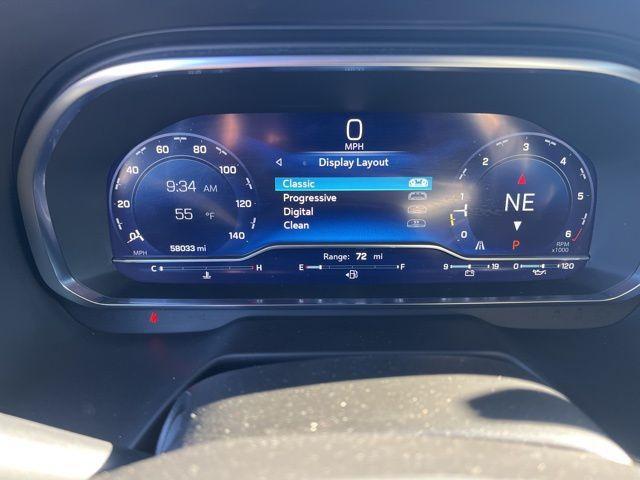 0
MPH
Display Layout
Classic
Progressive
Digital
Clean
20 40 60 80 100 120 140
9:34 AM
55 °F
58033 mi
MPH
0 1 2 3 4 5 6
NE
P
RPM
x1000
Range: 72 mi
C H
E F
9 19
0 120